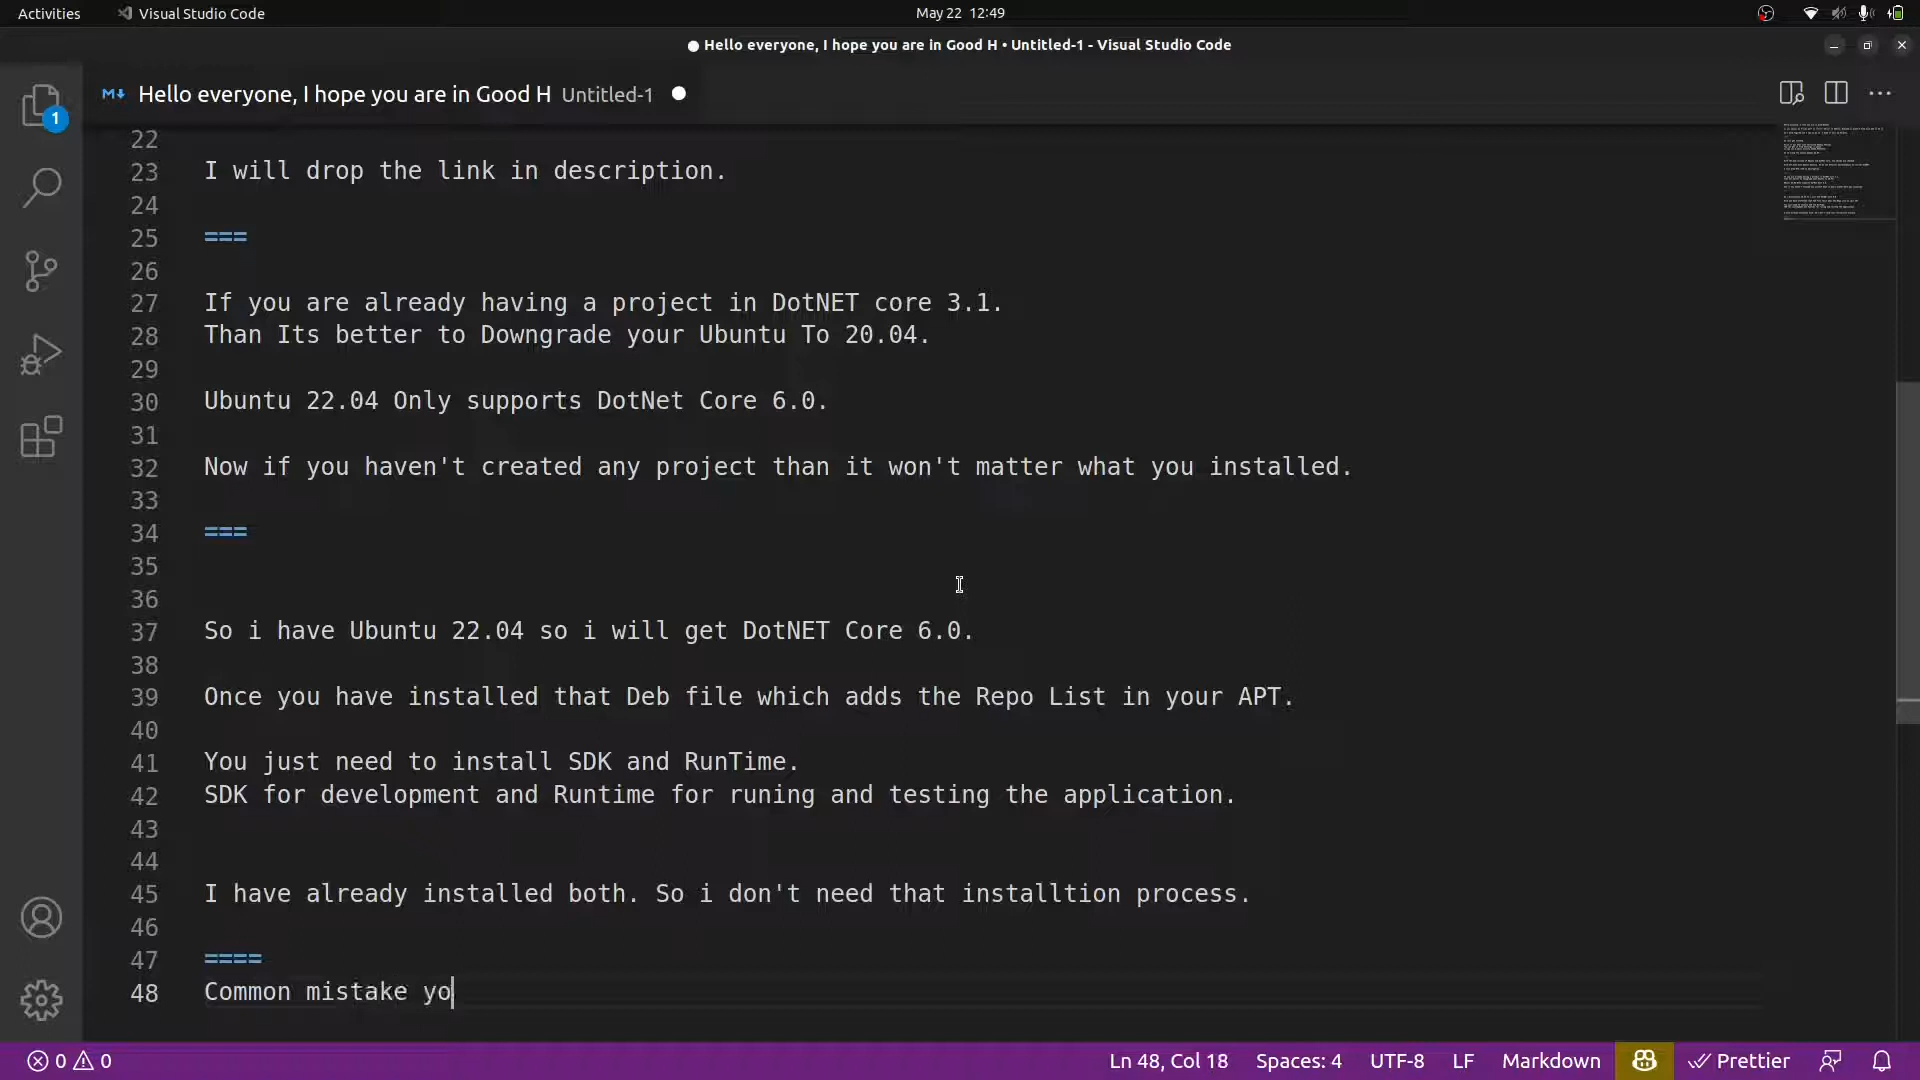 Activities
Visual Studio Code
May 22 12:49
Hello everyone, I hope you are in Good H • Untitled-1 - Visual Studio Code
Hello everyone, I hope you are in Good H Untitled-1
1
22
23 I will drop the link in description.
24
25 ===
26
27 If you are already having a project in DotNET core 3.1.
28 Than Its better to Downgrade your Ubuntu To 20.04.
29
30 Ubuntu 22.04 Only supports DotNet Core 6.0.
31
32 Now if you haven't created any project than it won't matter what you installed.
33
34 ===
35
36
37 So i have Ubuntu 22.04 so i will get DotNET Core 6.0.
38
39 Once you have installed that Deb file which adds the Repo List in your APT.
40
41 You just need to install SDK and RunTime.
42 SDK for development and Runtime for runing and testing the application.
43
44
45 I have already installed both. So i don't need that installtion process.
46
47 ====
48 Common mistake yo
0 0
Ln 48, Col 18 Spaces: 4 UTF-8 LF Markdown Prettier